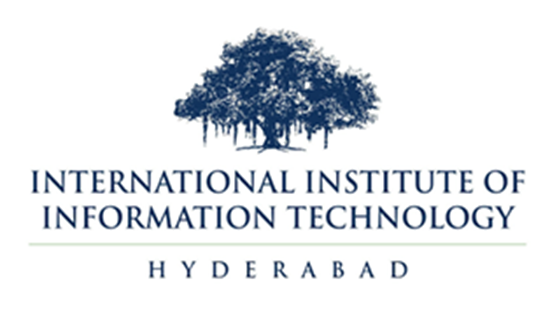 INTERNATIONAL INSTITUTE OF
INFORMATION TECHNOLOGY
HYDERABAD